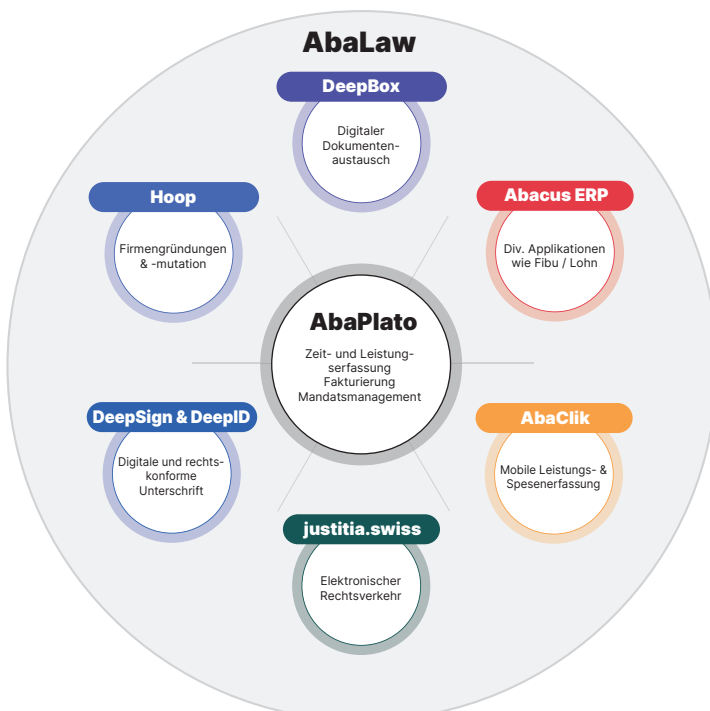 AbaLaw
DeepBox
Digitaler
Dokumenten-
austausch
Hoop
Firmengründungen
& -mutation
Abacus ERP
Div. Applikationen
wie Fibu / Lohn
AbaPlato
Zeit- und Leistung-
serfassung
Fakturierung
Mandatsmanagement
DeepSign & DeepID
Digitale und rechts-
konforme
Unterschrift
AbaClik
Mobile Leistungs- &
Spesenerfassung
justitia.swiss
Elektronischer
Rechtsverkehr